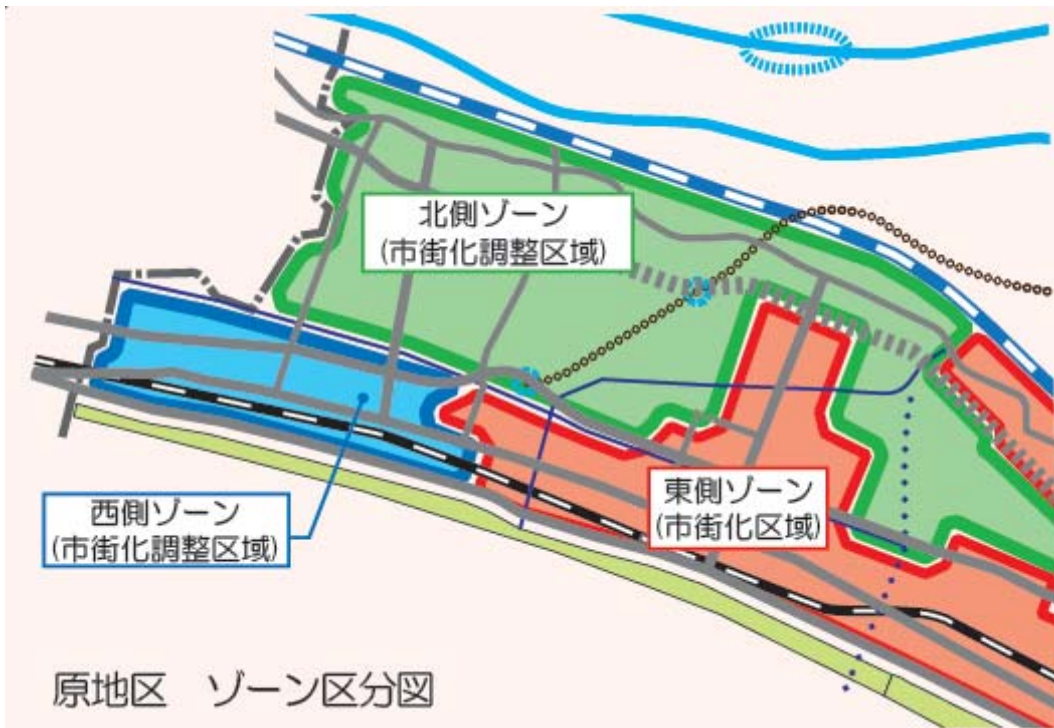 北側ゾーン
(市街化調整区域)
東側ゾーン
(市街化区域)
西側ゾーン
(市街化調整区域)
原地区　ゾーン区分図